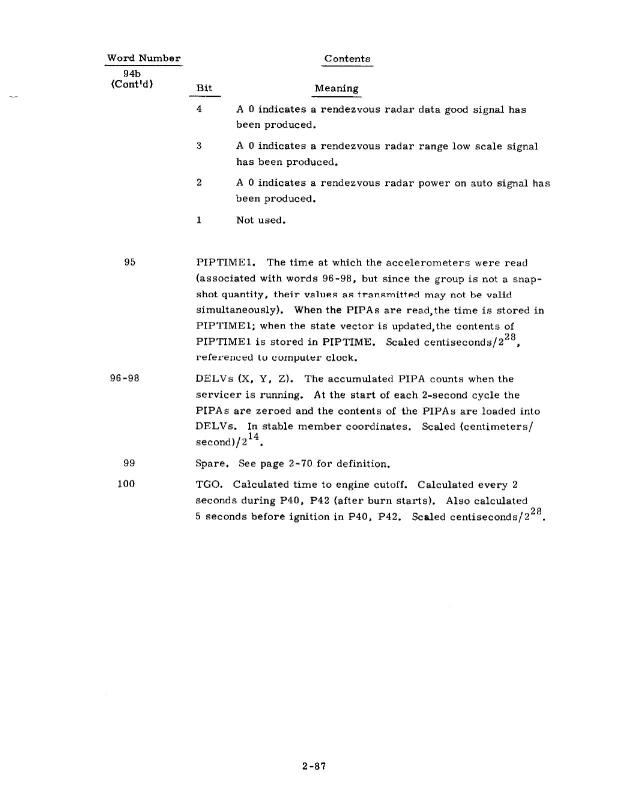 Word Number Contents
94b
(Cont'd) Bit Meaning
4 A 0 indicates a rendezvous radar data good signal has
been produced.
3 A 0 indicates a rendezvous radar range low scale signal
has been produced.
2 A 0 indicates a rendezvous radar power on auto signal has
been produced.
1 Not used.
95 PIPTIME1. The time at which the accelerometers were read
(associated with words 96-98, but since the group is not a snap-
shot quantity, their values as transmitted may not be valid
simultaneously). When the PIPAs are read,the time is stored in
PIPTIME1; when the state vector is updated,the contents of
PIPTIME1 is stored in PIPTIME. Scaled centiseconds/2^28,
referenced to computer clock.
96-98 DELVs (X, Y, Z). The accumulated PIPA counts when the
servicer is running. At the start of each 2-second cycle the
PIPAs are zeroed and the contents of the PIPAs are loaded into
DELVs. In stable member coordinates. Scaled (centimeters/
second)/2^14.
99 Spare. See page 2-70 for definition.
100 TGO. Calculated time to engine cutoff. Calculated every 2
seconds during P40, P42 (after burn starts). Also calculated
5 seconds before ignition in P40, P42. Scaled centiseconds/2^28.
2-87